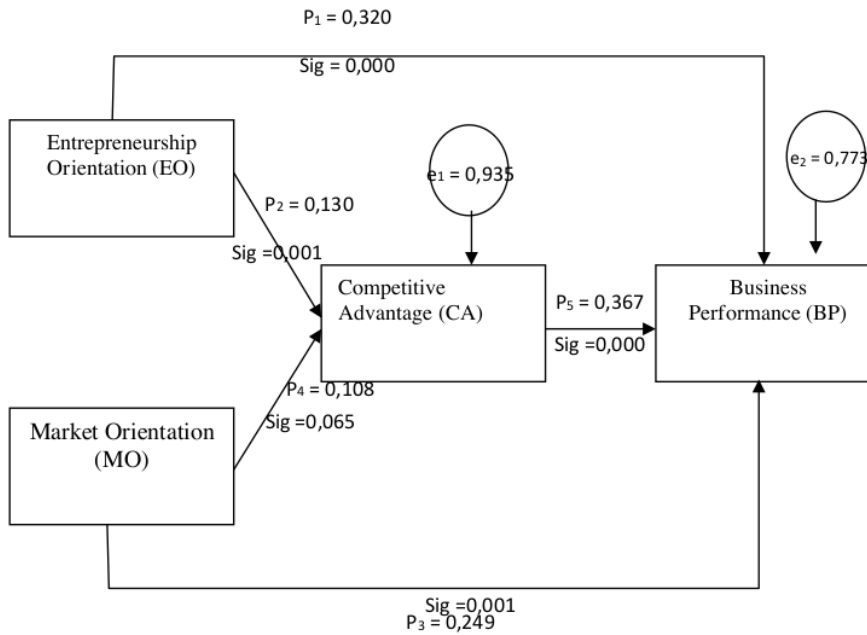 P₁ = 0,320
Sig = 0,000
Entrepreneurship
Orientation (EO)
e₁ = 0,935
e₂ = 0,773
P₂ = 0,130
Sig =0,001
Competitive
Advantage (CA)
P₅ = 0,367
Sig =0,000
Business
Performance (BP)
P₄ = 0,108
Sig =0,065
Market Orientation
(MO)
Sig =0,001
P₃ = 0,249